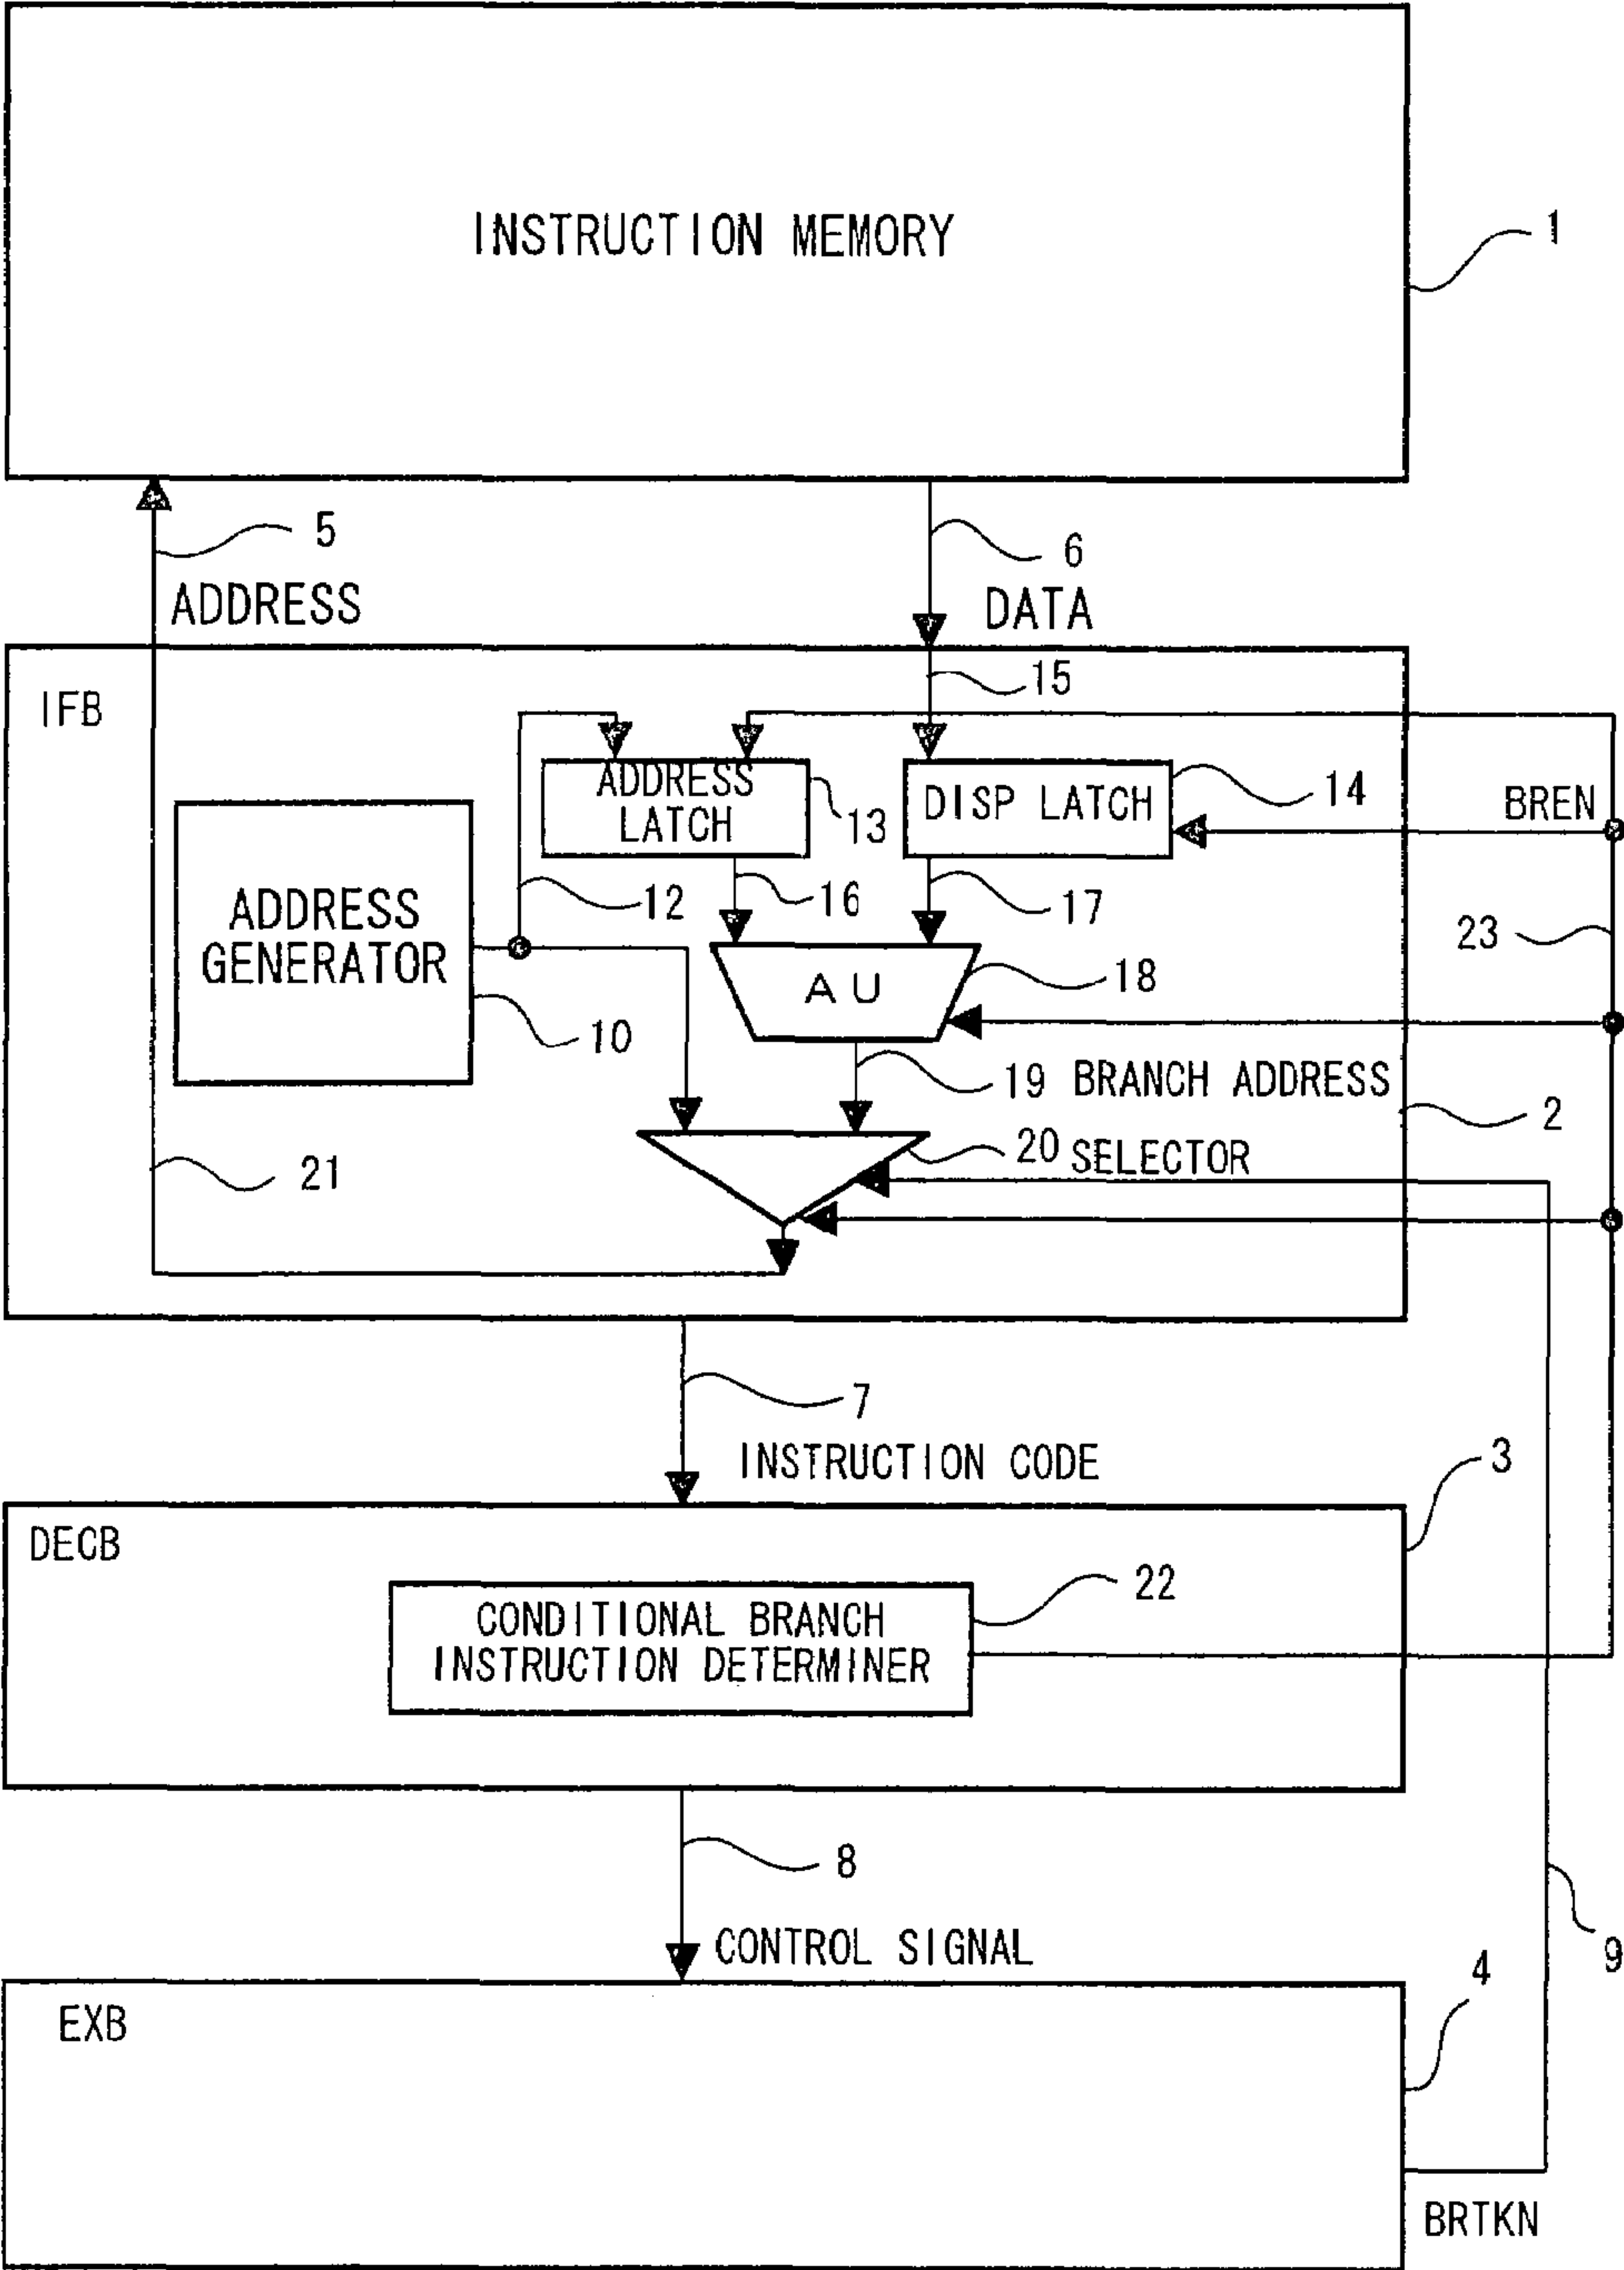 INSTRUCTION MEMORY
1
5
ADDRESS
6
DATA
IFB
15
ADDRESS
LATCH
13
DISP LATCH
14
BREN
ADDRESS
GENERATOR
12
16
17
23
AU
18
10
19 BRANCH ADDRESS
2
20 SELECTOR
21
7
INSTRUCTION CODE
3
DECB
22
CONDITIONAL BRANCH
INSTRUCTION DETERMINER
8
CONTROL SIGNAL
9
4
EXB
BRTKN